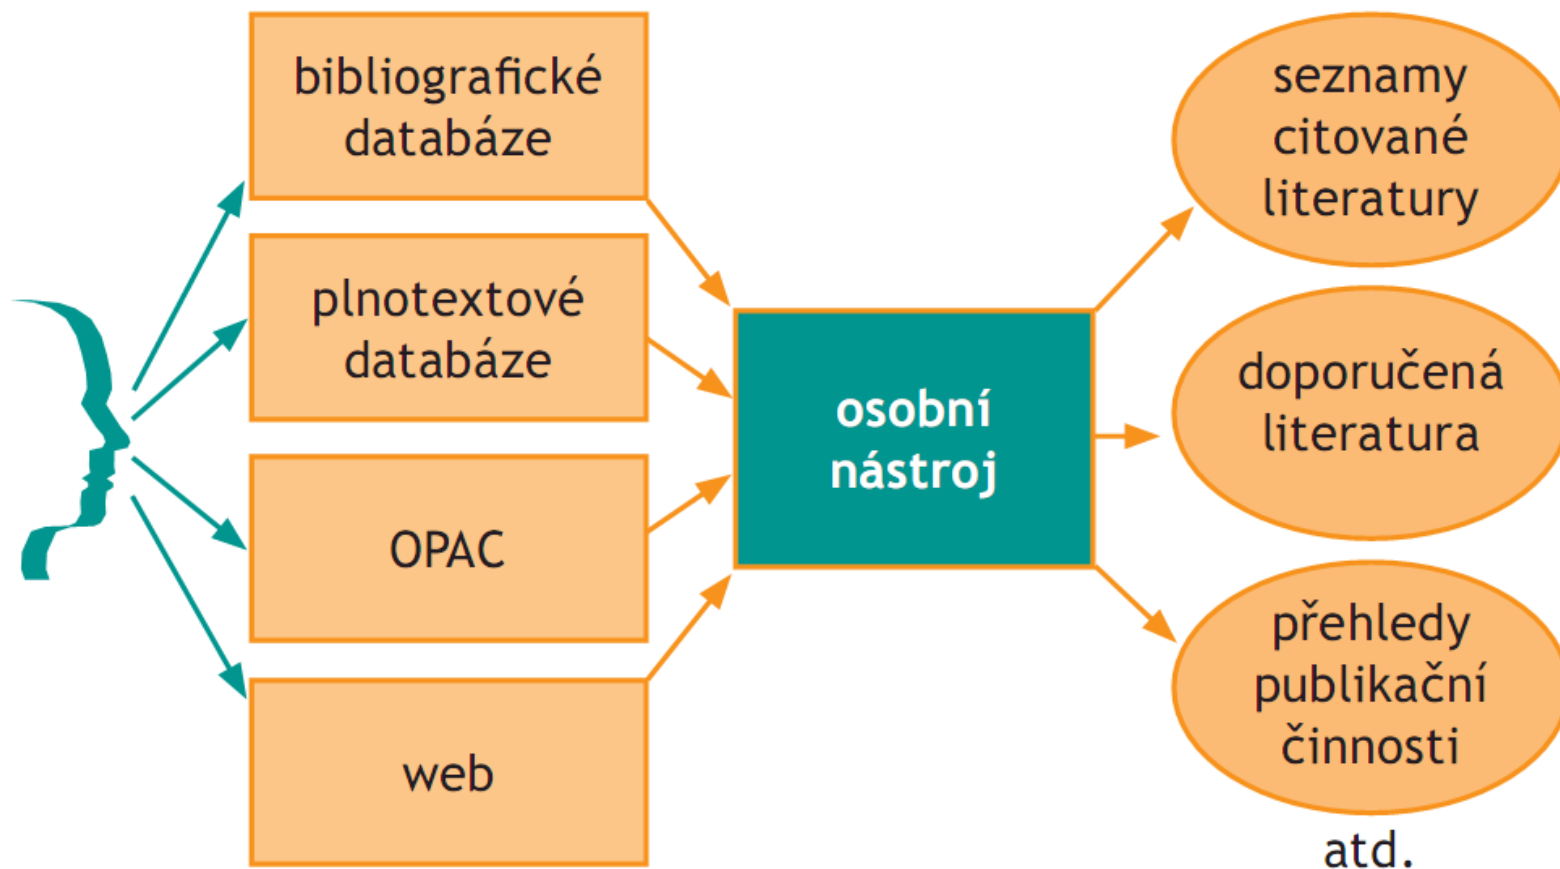 bibliografické
databáze
plnotextové
databáze
OPAC
web
osobní
nástroj
seznamy
citované
literatury
doporučená
literatura
přehledy
publikační
činnosti
atd.